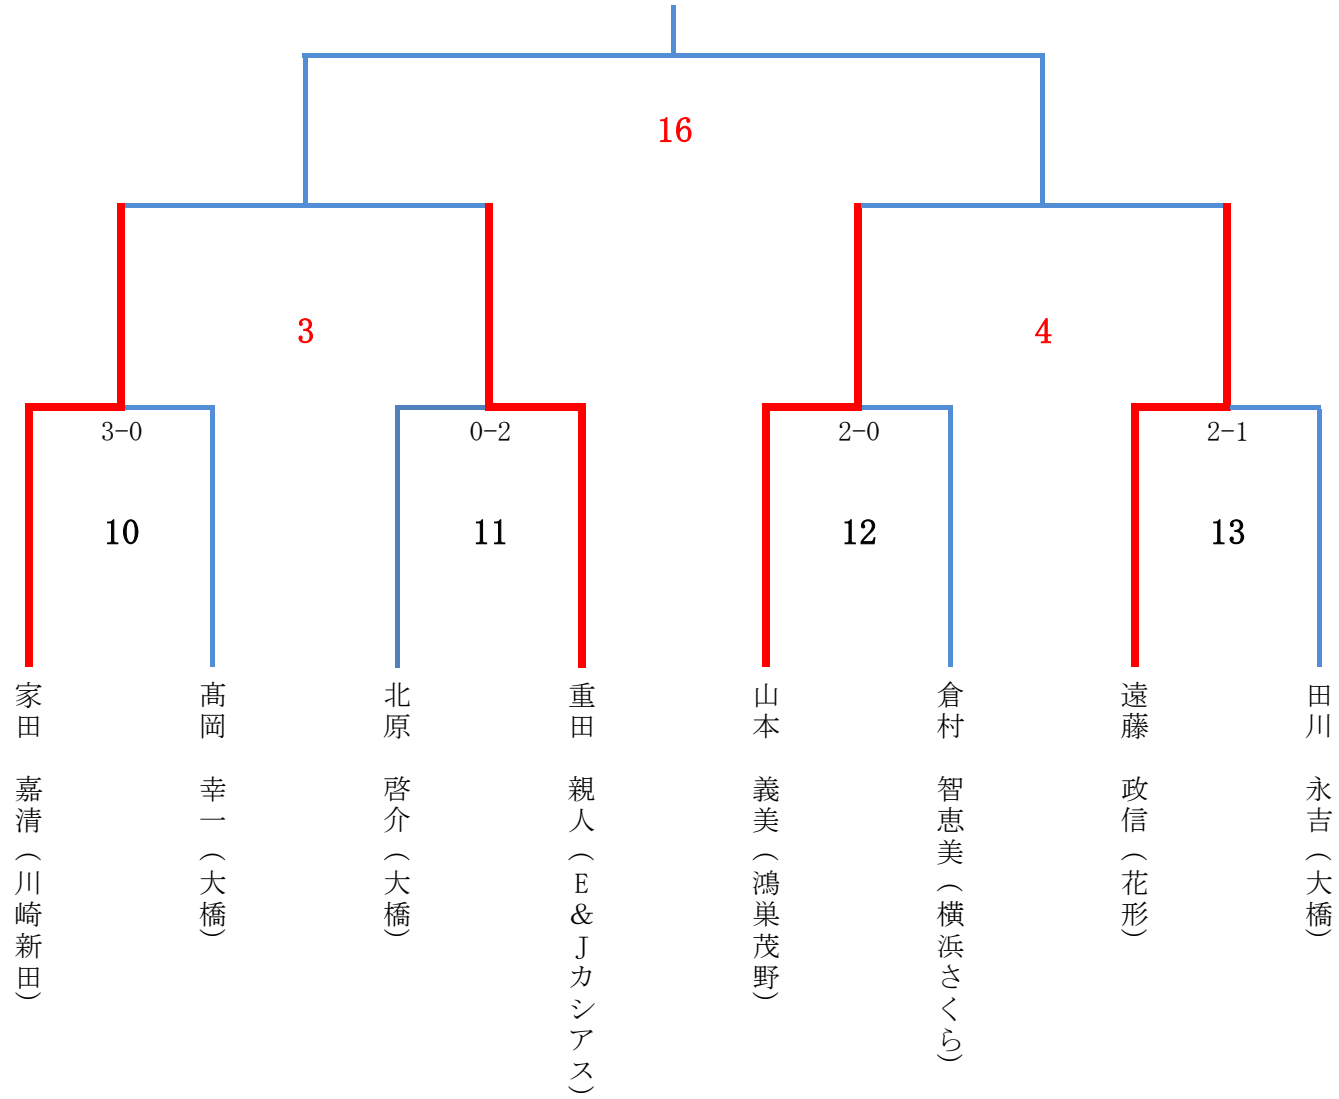 16
3
4
3-0
0-2
2-0
2-1
10
11
12
13
家田　嘉清（川崎新田）
髙岡　幸一（大橋）
北原　啓介（大橋）
重田　親人（E＆Jカシアス）
山本　義美（鴻巣茂野）
倉村　智恵美（横浜さくら）
遠藤　政信（花形）
田川　永吉（大橋）